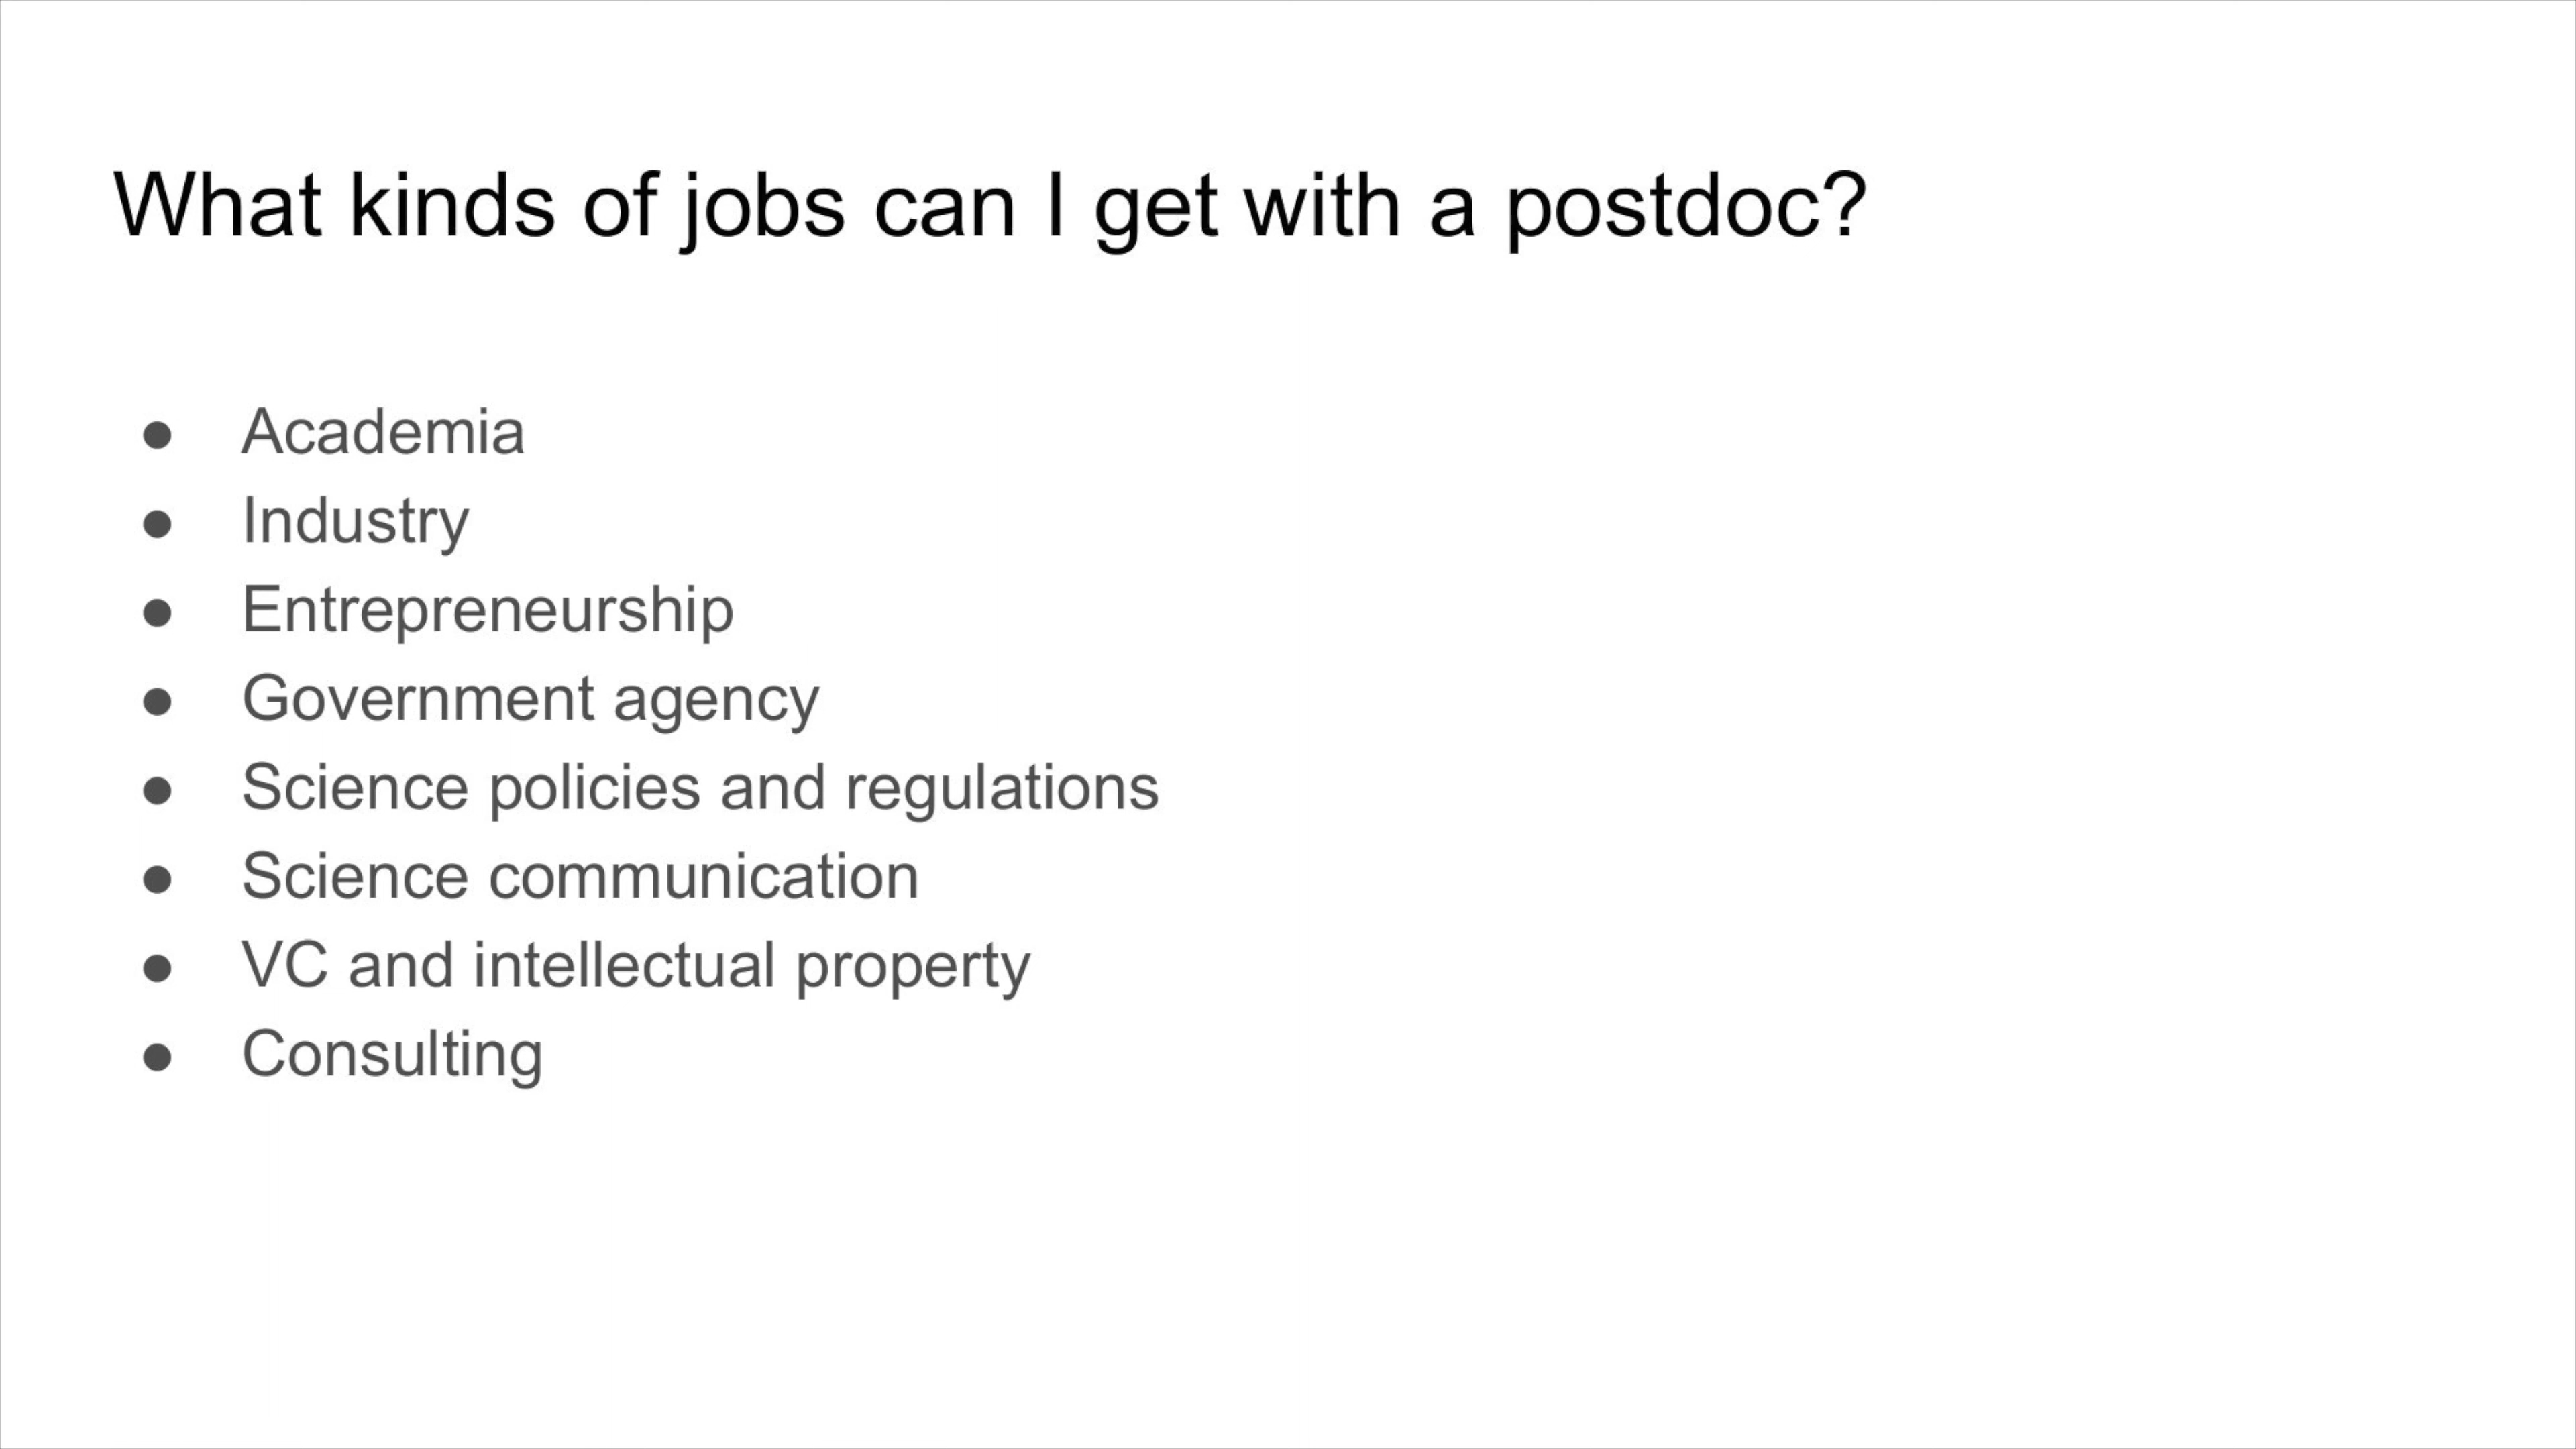 What kinds of jobs can I get with a postdoc?
● Academia
● Industry
● Entrepreneurship
● Government agency
● Science policies and regulations
● Science communication
● VC and intellectual property
● Consulting